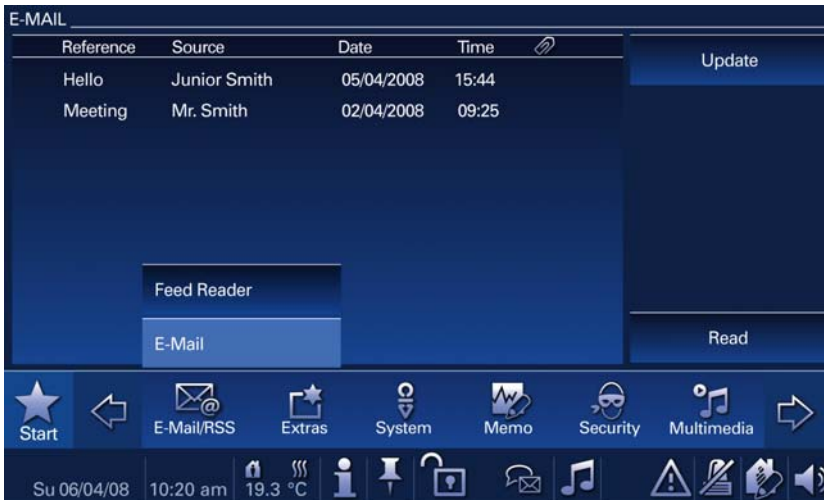 E-MAIL
Reference Source Date Time
Update
Hello Junior Smith 05/04/2008 15:44
Meeting Mr. Smith 02/04/2008 09:25
Feed Reader
E-Mail
Read
Start E-Mail/RSS Extras System Memo Security Multimedia
Su 06/04/08 10:20 am 19.3 °C